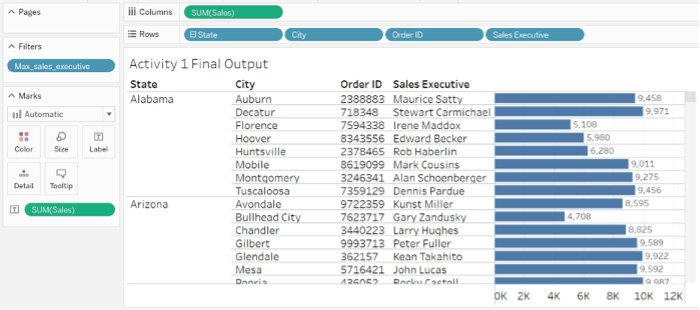 Pages
Columns SUM(Sales)
Rows State City Order ID Sales Executive
Filters
Max_sales_executive
Marks
Automatic
Color Size Label
Detail Tooltip
SUM(Sales)
Activity 1 Final Output
State City Order ID Sales Executive
Alabama Auburn 2388883 Maurice Satty 9,458
Decatur 718348 Stewart Carmichael 9,971
Florence 7594338 Irene Maddox 5,108
Hoover 8343556 Edward Becker 5,980
Huntsville 2378465 Rob Haberlin 6,280
Mobile 8619099 Mark Cousins 9,011
Montgomery 3246341 Alan Schoenberger 9,275
Tuscaloosa 7359129 Dennis Pardue 9,456
Arizona Avondale 9722359 Kunst Miller 8,595
Bullhead City 7623717 Gary Zandusky 4,708
Chandler 3440223 Larry Hughes 8,825
Gilbert 9993713 Peter Fuller 9,589
Glendale 362157 Kean Takahito 9,922
Mesa 5716421 John Lucas 9,592
Peoria 436052 Rocky Castell 9,987
0K 2K 4K 6K 8K 10K 12K